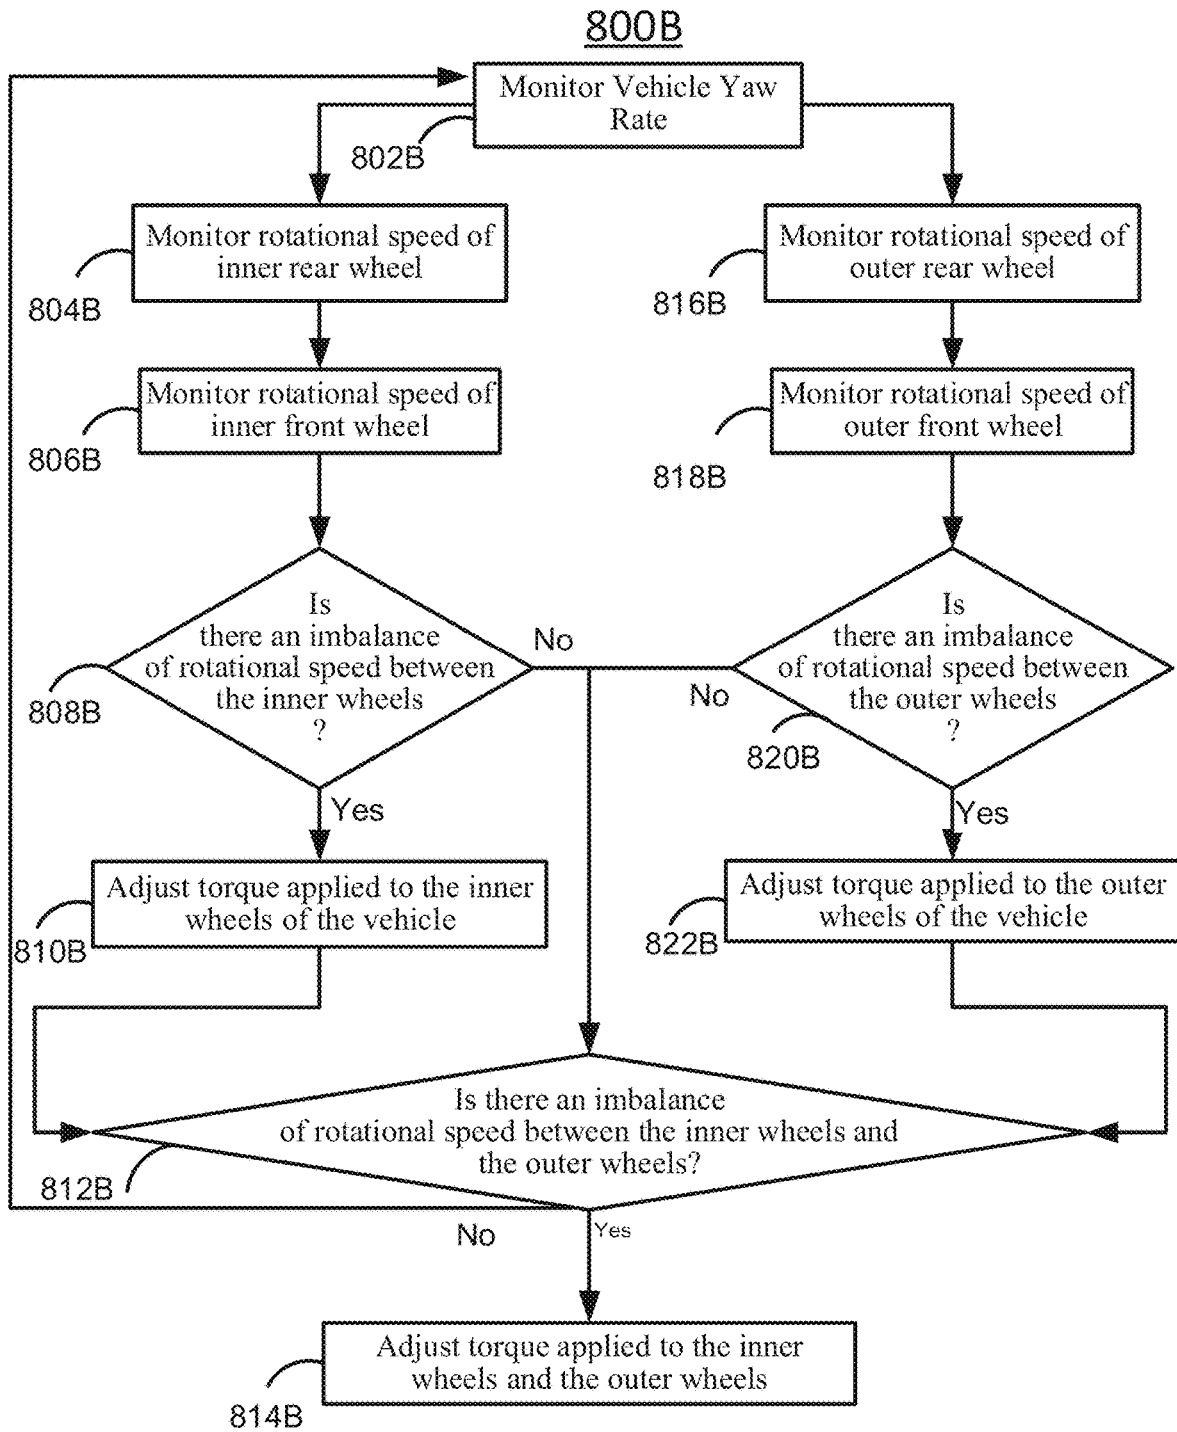 800B
Monitor Vehicle Yaw
Rate
802B
Monitor rotational speed of
inner rear wheel
804B
Monitor rotational speed of
outer rear wheel
816B
Monitor rotational speed of
inner front wheel
806B
Monitor rotational speed of
outer front wheel
818B
Is
there an imbalance
of rotational speed between
the inner wheels
?
808B
No
Is
there an imbalance
of rotational speed between
the outer wheels
?
No
820B
Yes
Yes
Adjust torque applied to the inner
wheels of the vehicle
810B
Adjust torque applied to the outer
wheels of the vehicle
822B
Is there an imbalance
of rotational speed between the inner wheels and
the outer wheels?
812B
No
Yes
Adjust torque applied to the inner
wheels and the outer wheels
814B